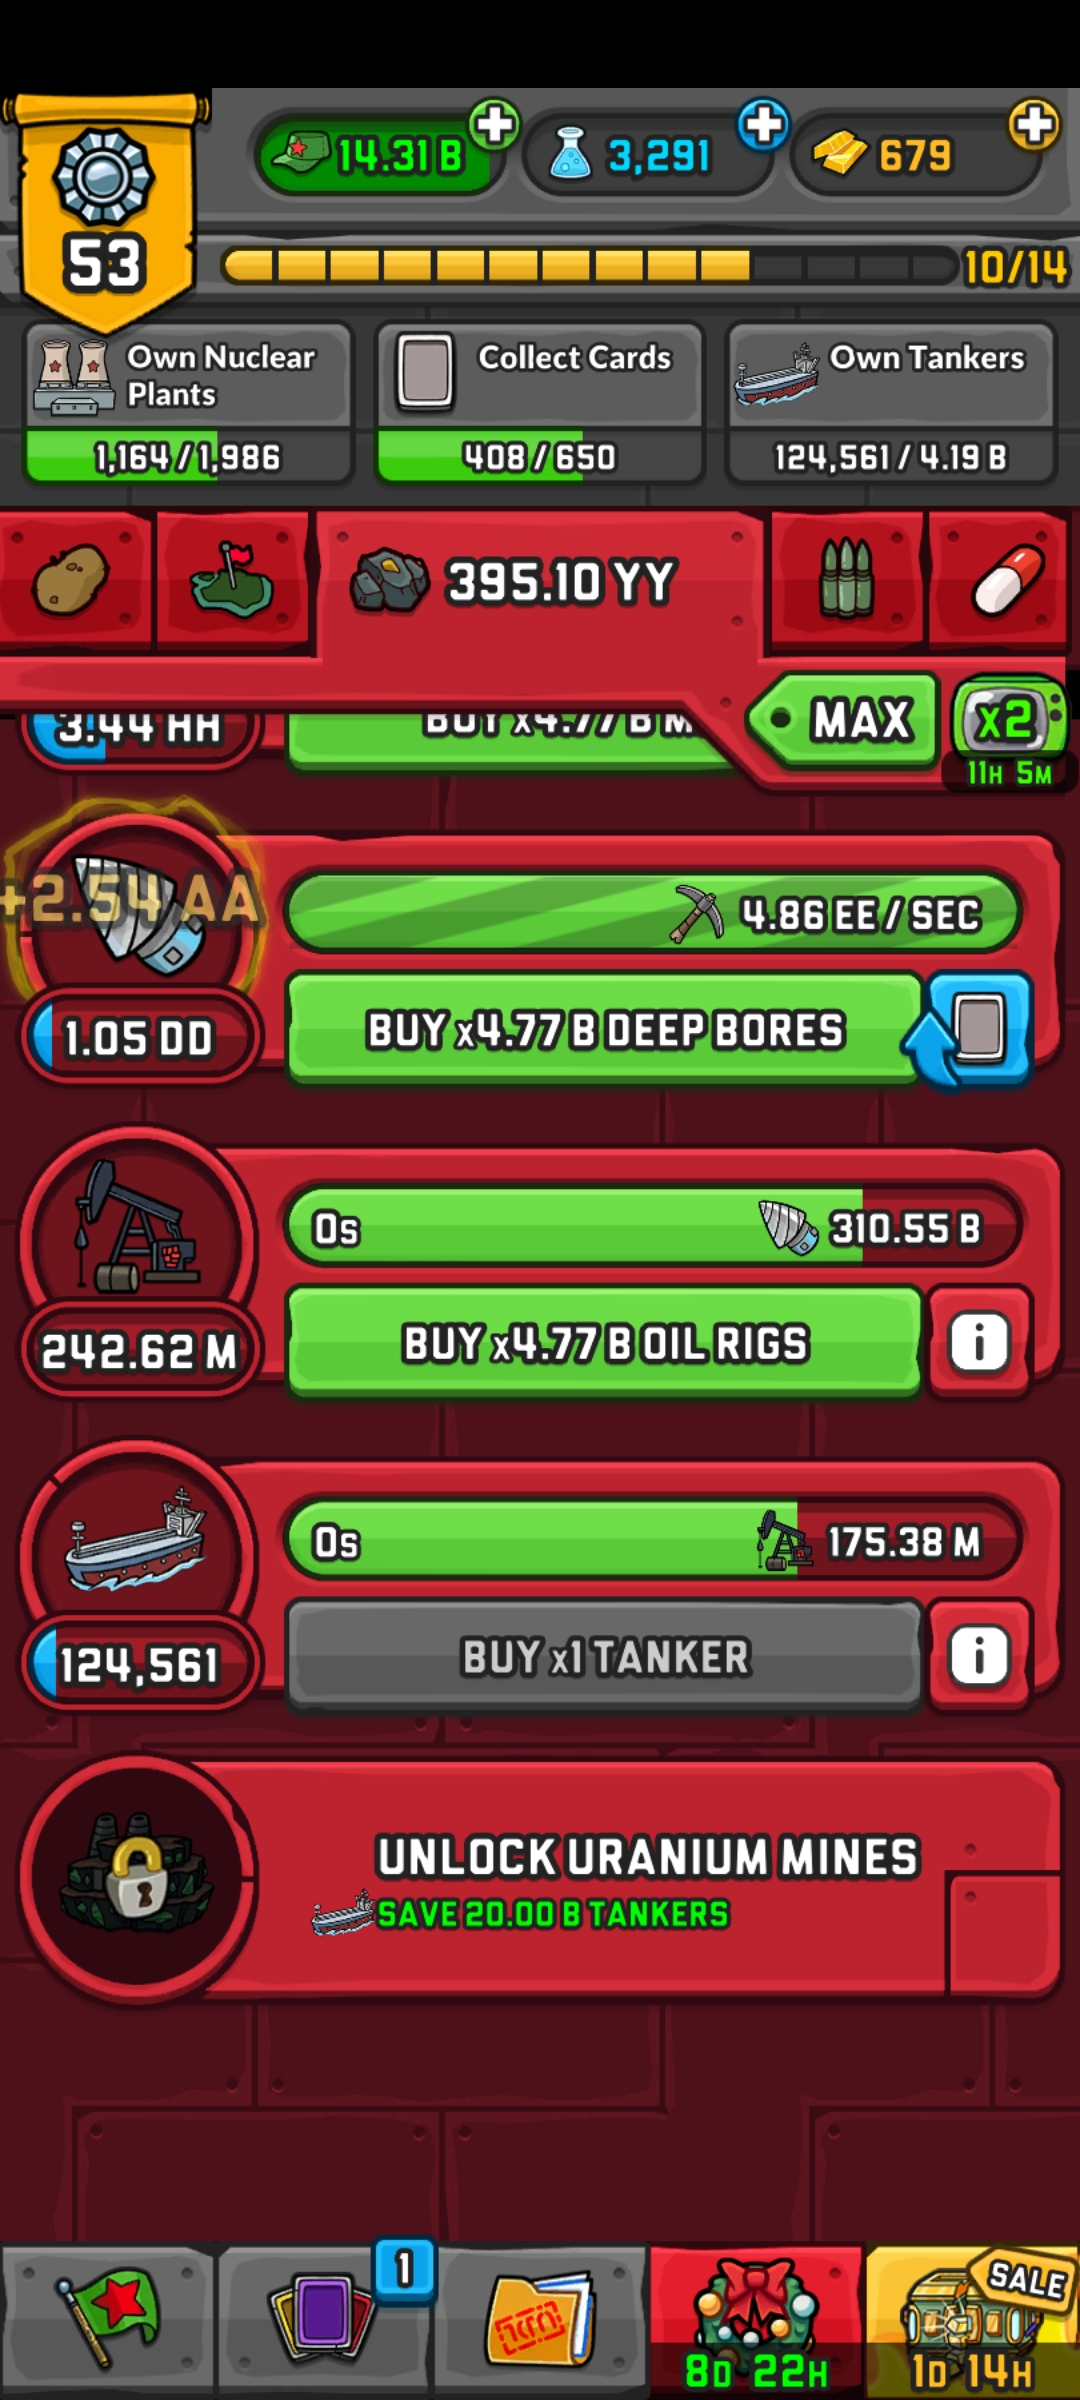 14.31 B
3,291
679
53
10/14
Own Nuclear
Plants
1,164 / 1,986
Collect Cards
408 / 650
Own Tankers
124,561 / 4.19 B
395.10 YY
MAX
x2
11H 5M
3.44 HH
BUY x4.77 B M
+2.54 AA
4.86 EE / SEC
1.05 DD
BUY x4.77 B DEEP BORES
0s
310.55 B
242.62 M
BUY x4.77 B OIL RIGS
i
0s
175.38 M
124,561
BUY x1 TANKER
i
UNLOCK URANIUM MINES
SAVE 20.00 B TANKERS
1
SALE
8D 22H
1D 14H